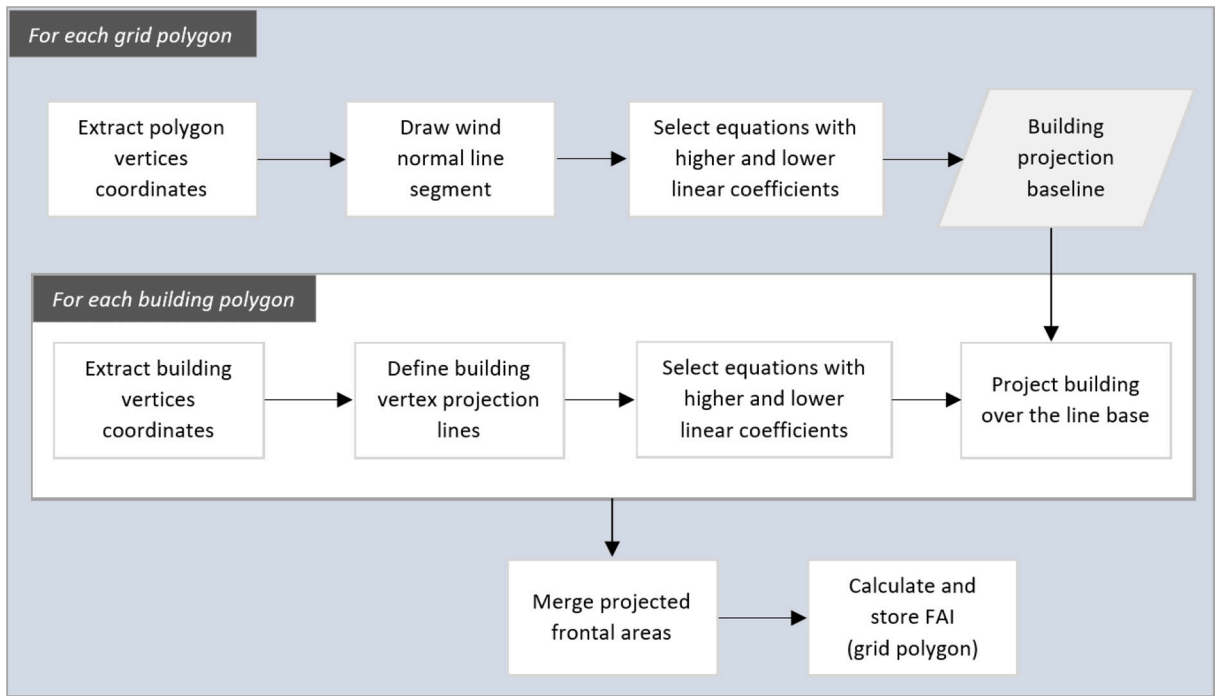 For each grid polygon
Extract polygon
vertices
coordinates
Draw wind
normal line
segment
Select equations with
higher and lower
linear coefficients
Building
projection
baseline
For each building polygon
Extract building
vertices
coordinates
Define building
vertex projection
lines
Select equations with
higher and lower
linear coefficients
Project building
over the line base
Merge projected
frontal areas
Calculate and
store FAI
(grid polygon)